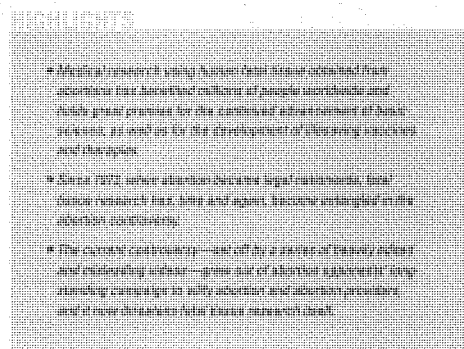 HIGHLIGHTS
• Medical research using human fetal tissue obtained from
abortions has benefited millions of people worldwide and
holds great promise for the continued advancement of basic
science, as well as for the development of lifesaving vaccines
and therapies.
• Since 1973, when abortion became legal nationwide, fetal
tissue research has, time and again, become entangled in the
abortion controversy.
• The current controversy—set off by a series of heavily edited
and misleading videos—grew out of abortion opponents' long-
standing campaign to vilify abortion and abortion providers,
and it now threatens fetal tissue research itself.